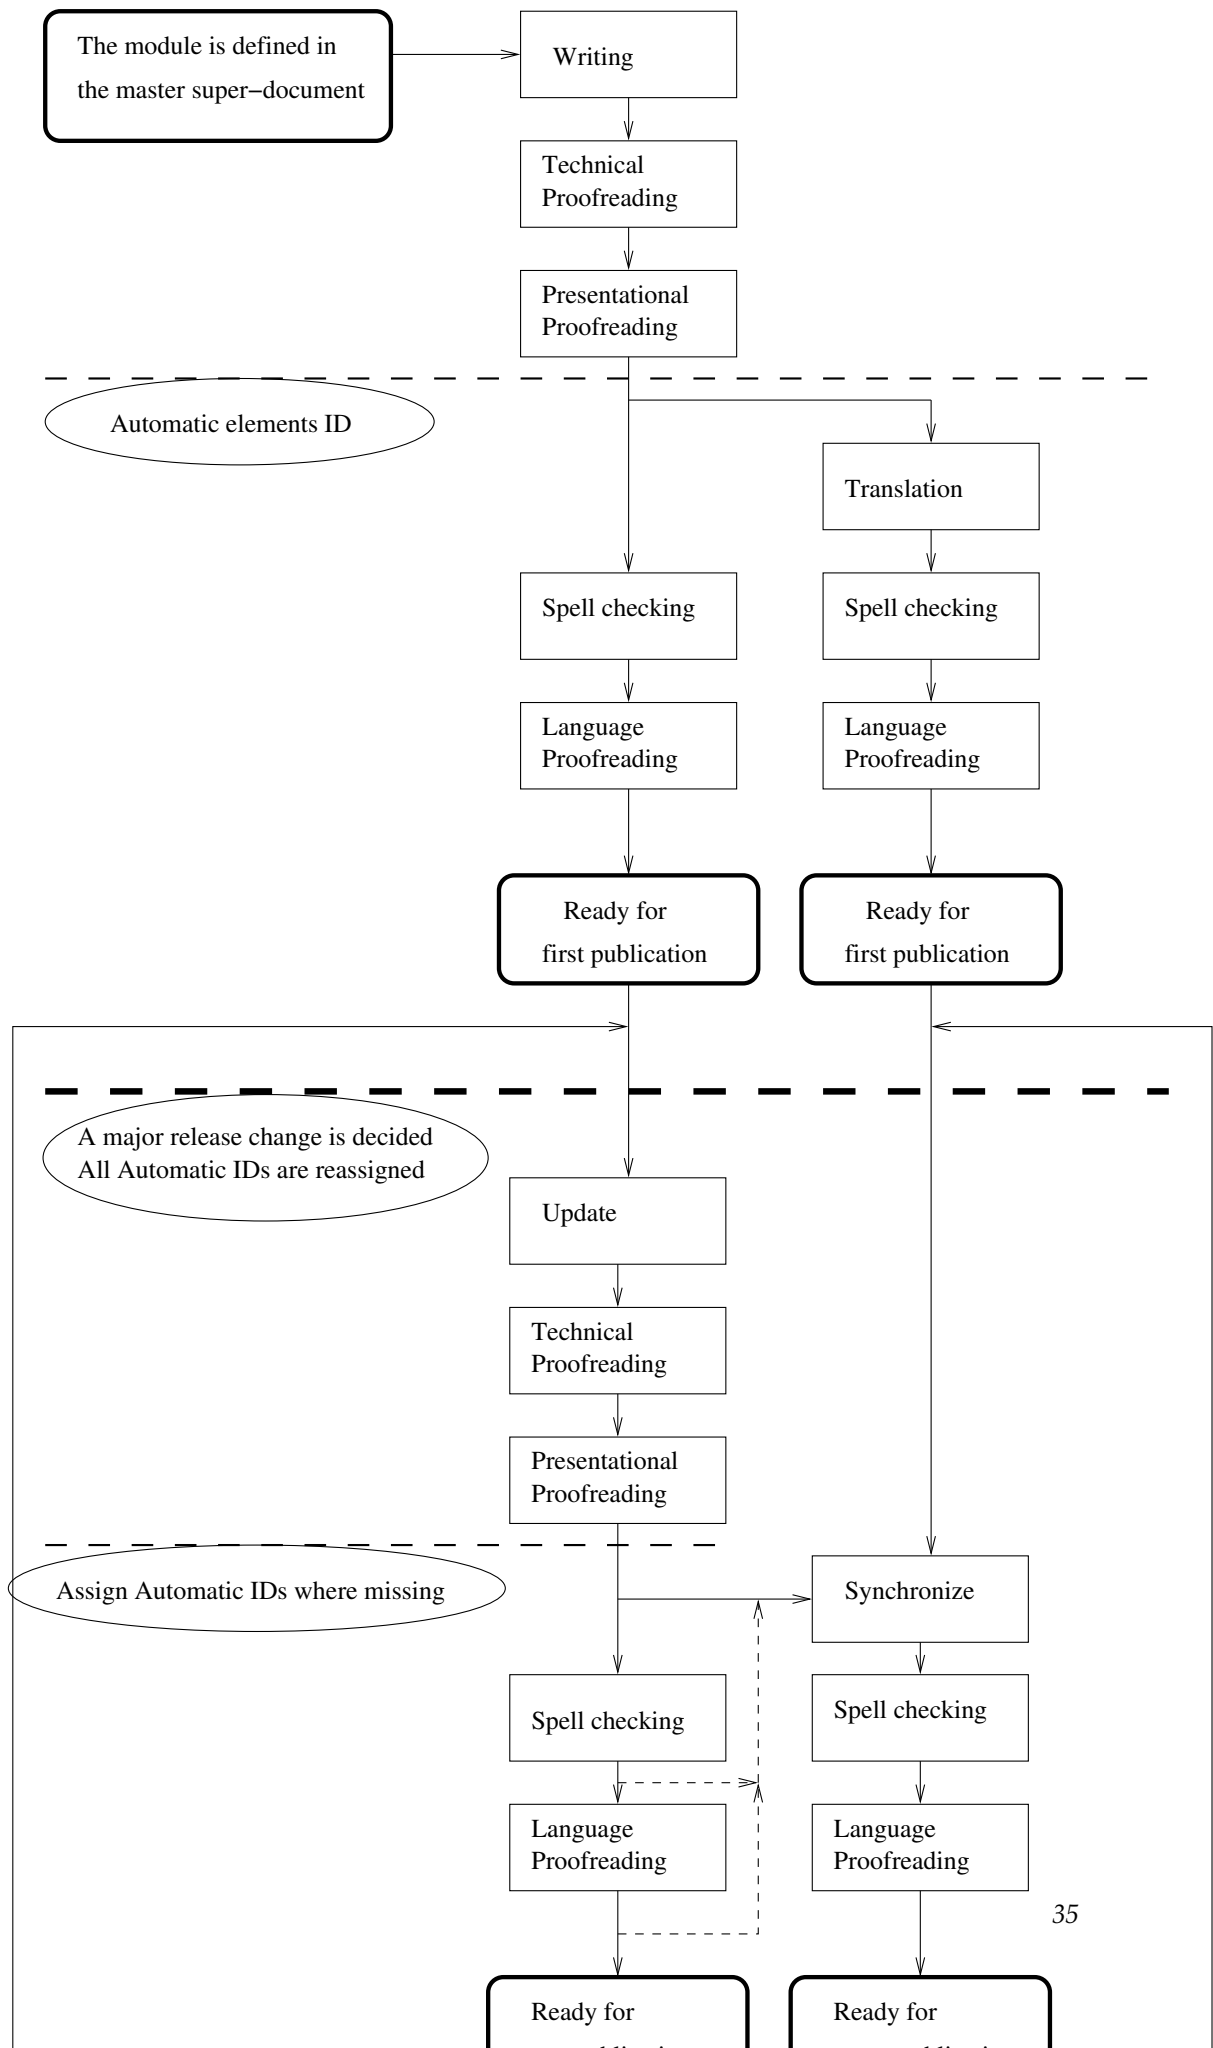 The module is defined in
the master super−document
Writing
Technical
Proofreading
Presentational
Proofreading
Automatic elements ID
Translation
Spell checking
Spell checking
Language
Proofreading
Language
Proofreading
Ready for
first publication
Ready for
first publication
A major release change is decided
All Automatic IDs are reassigned
Update
Technical
Proofreading
Presentational
Proofreading
Assign Automatic IDs where missing
Synchronize
Spell checking
Spell checking
Language
Proofreading
Language
Proofreading
35
Ready for
Ready for